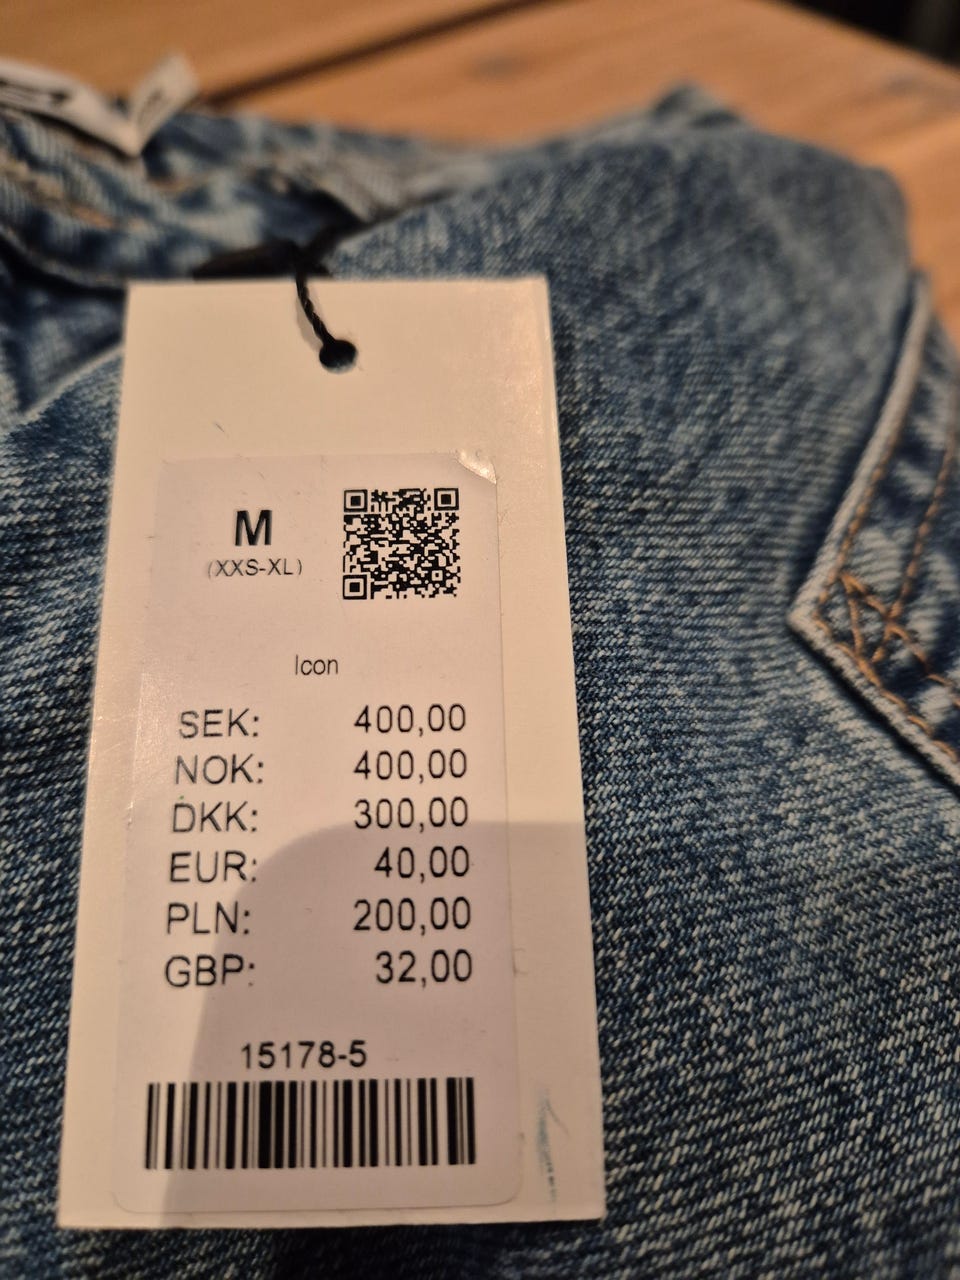 M
(XXS-XL)
Icon
SEK: 400,00
NOK: 400,00
DKK: 300,00
EUR: 40,00
PLN: 200,00
GBP: 32,00
15178-5